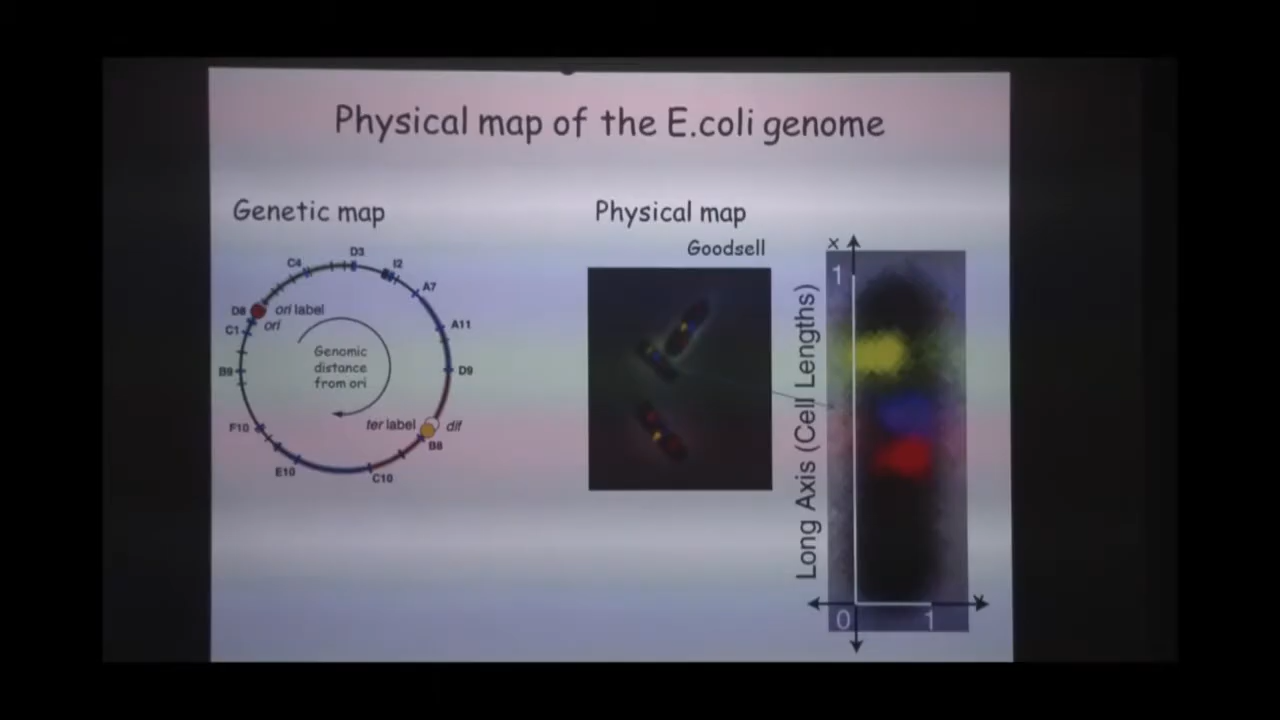 Physical map of the E.coli genome
Genetic map
D3
C4
I2
A7
D8
ori label
ori
C1
A11
Genomic
distance
from ori
B9
D9
ter label
dif
F10
B8
E10
C10
Physical map
Goodsell
x
1
Long Axis (Cell Lengths)
0
1